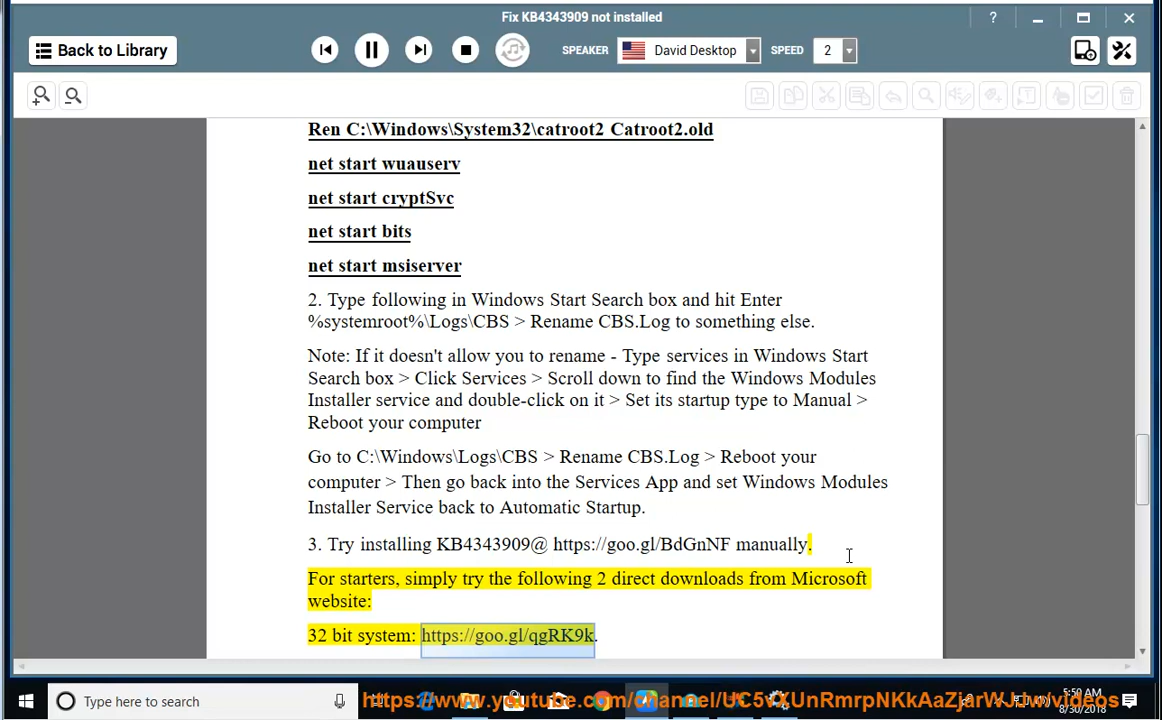 Fix KB4343909 not installed
Back to Library
SPEAKER David Desktop SPEED 2
Ren C:\Windows\System32\catroot2 Catroot2.old
net start wuauserv
net start cryptSvc
net start bits
net start msiserver
2. Type following in Windows Start Search box and hit Enter
%systemroot%\Logs\CBS > Rename CBS.Log to something else.
Note: If it doesn't allow you to rename - Type services in Windows Start
Search box > Click Services > Scroll down to find the Windows Modules
Installer service and double-click on it > Set its startup type to Manual >
Reboot your computer
Go to C:\Windows\Logs\CBS > Rename CBS.Log > Reboot your
computer > Then go back into the Services App and set Windows Modules
Installer Service back to Automatic Startup.
3. Try installing KB4343909@ https://goo.gl/BdGnNF manually.
For starters, simply try the following 2 direct downloads from Microsoft
website:
32 bit system: https://goo.gl/qgRK9k.
Type here to search
5:50 AM
8/30/2018